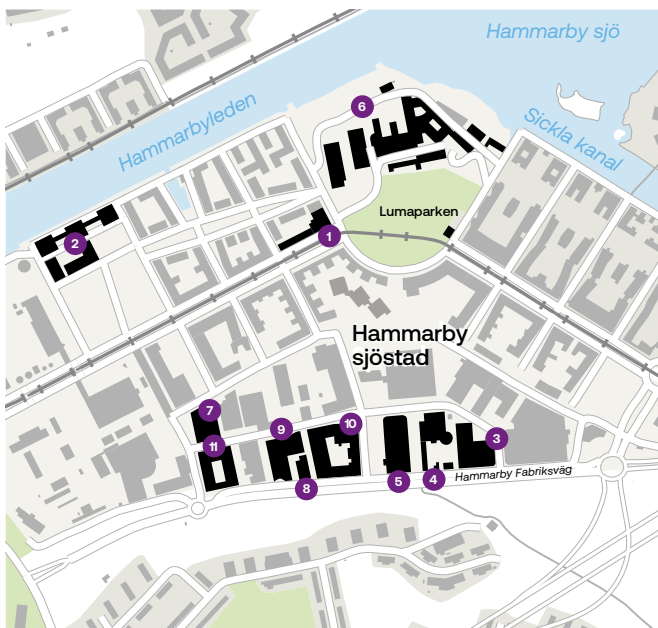 Hammarby sjö
6
Hammarbyleden
Sickla kanal
Lumaparken
1
2
Hammarby
sjöstad
7
9
10
11
3
8
5
4
Hammarby Fabriksväg